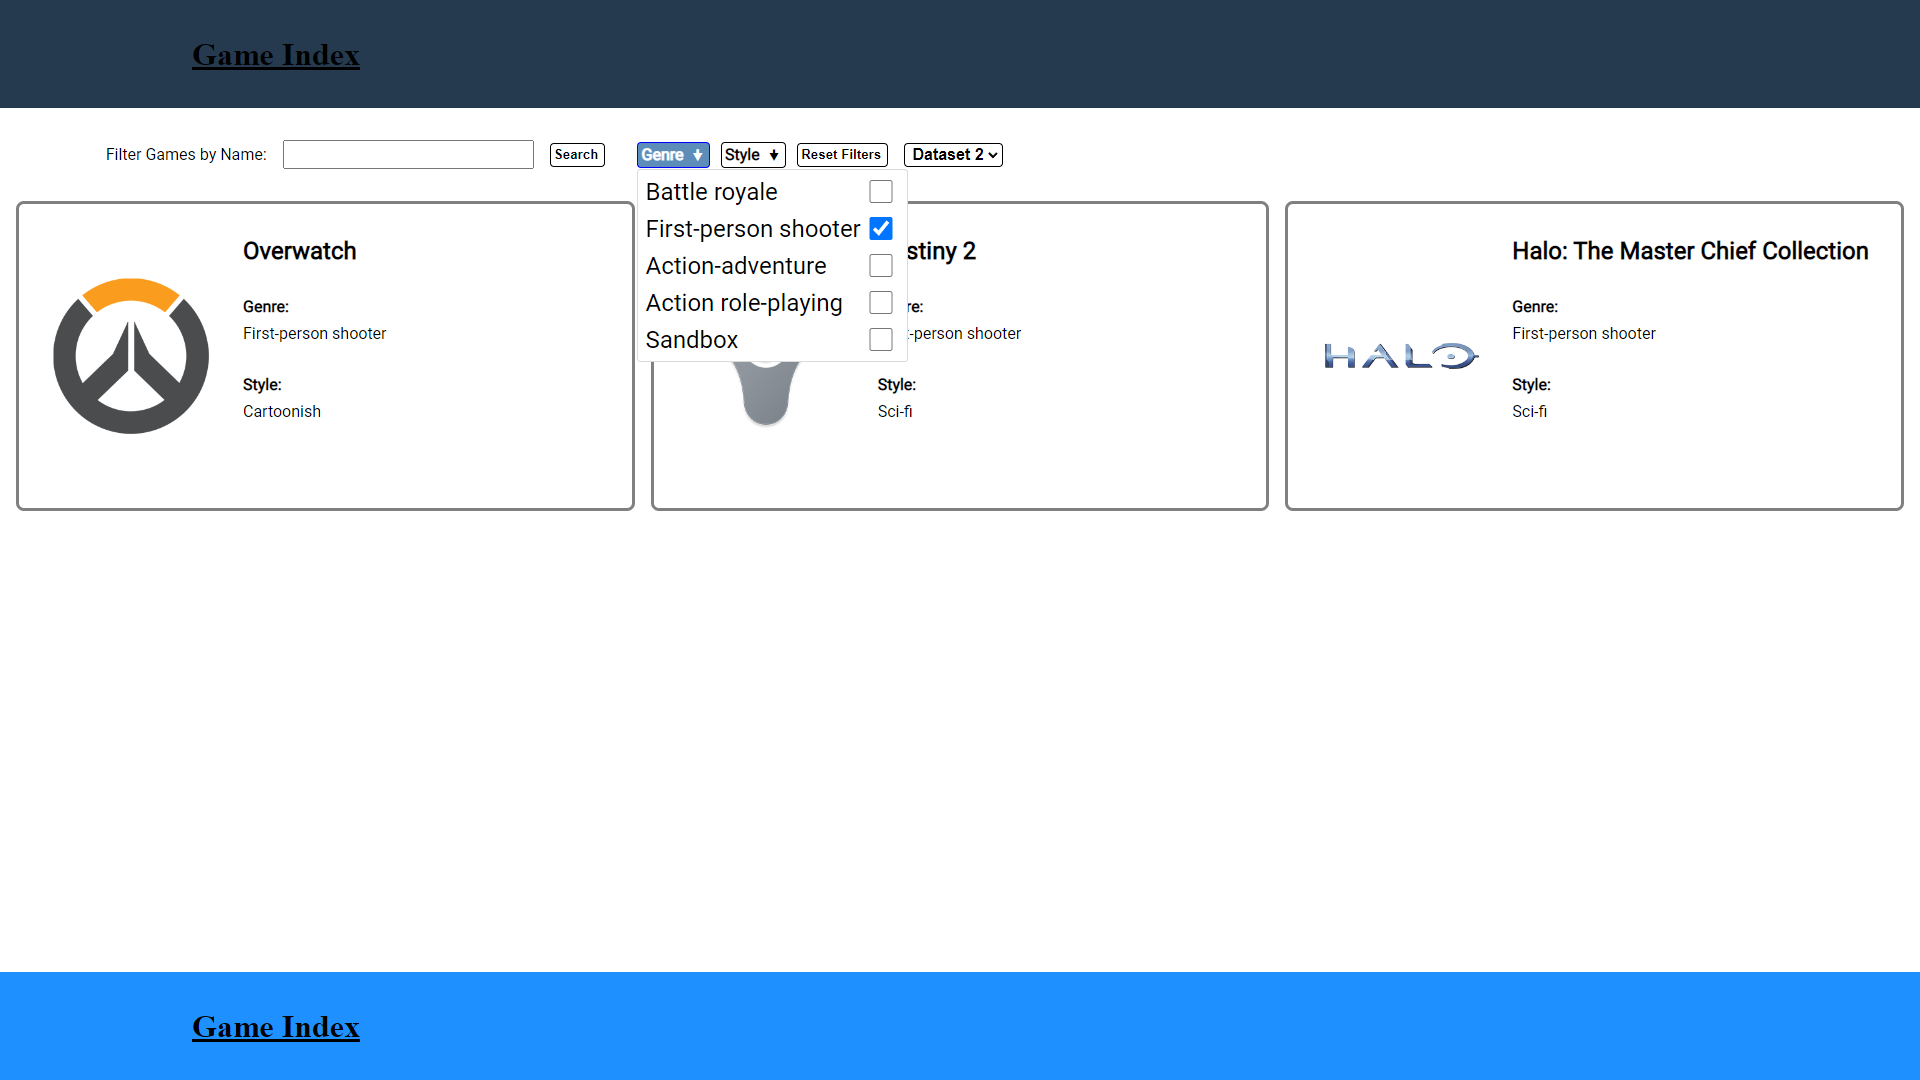 Game Index
Filter Games by Name:
Search
Genre
Style
Reset Filters
Dataset 2
Battle royale
First-person shooter
Action-adventure
Action role-playing
Sandbox
Overwatch
Genre:
First-person shooter
Style:
Cartoonish
stiny 2
re:
-person shooter
Style:
Sci-fi
Halo: The Master Chief Collection
HALO
Genre:
First-person shooter
Style:
Sci-fi
Game Index